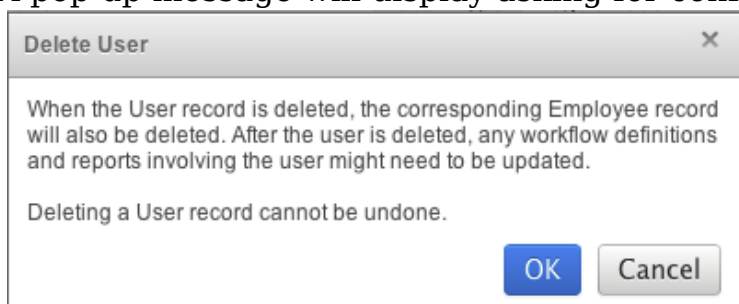 A pop-up message will display asking for con
Delete User
When the User record is deleted, the corresponding Employee record
will also be deleted. After the user is deleted, any workflow definitions
and reports involving the user might need to be updated.
Deleting a User record cannot be undone.
OK Cancel